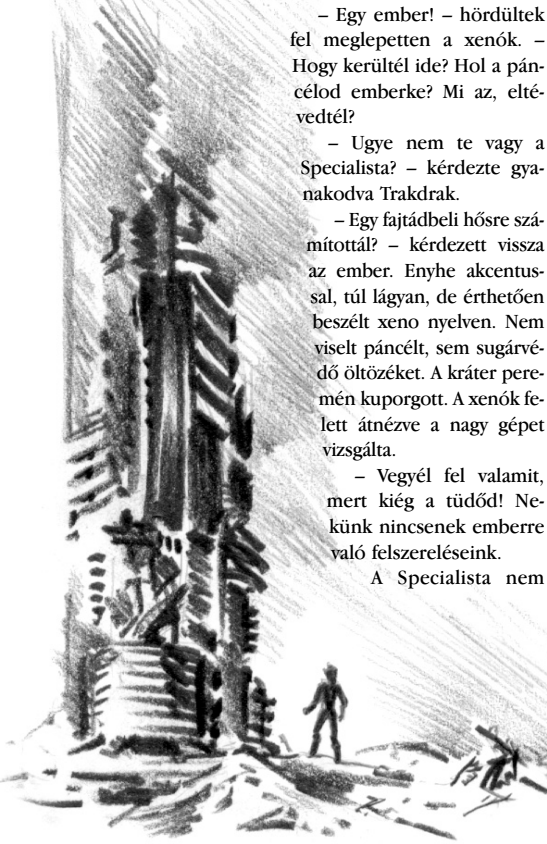 – Egy ember! – hördültek
fel meglepetten a xenók. –
Hogy kerültél ide? Hol a pán-
célod emberke? Mi az, elté-
vedtél?
– Ugye nem te vagy a
Specialista? – kérdezte gya-
nakodva Trakdrak.
– Egy fajtádbeli hősre szá-
mítottál? – kérdezett vissza
az ember. Enyhe akcentus-
sal, túl lágyan, de érthetően
beszélt xeno nyelven. Nem
viselt páncélt, sem sugárvé-
dő öltözéket. A kráter pere-
mén kuporgott. A xenók fe-
lett átnézve a nagy gépet
vizsgálta.
– Vegyél fel valamit,
mert kiég a tüdőd! Ne-
künk nincsenek emberre
való felszereléseink.
A Specialista nem